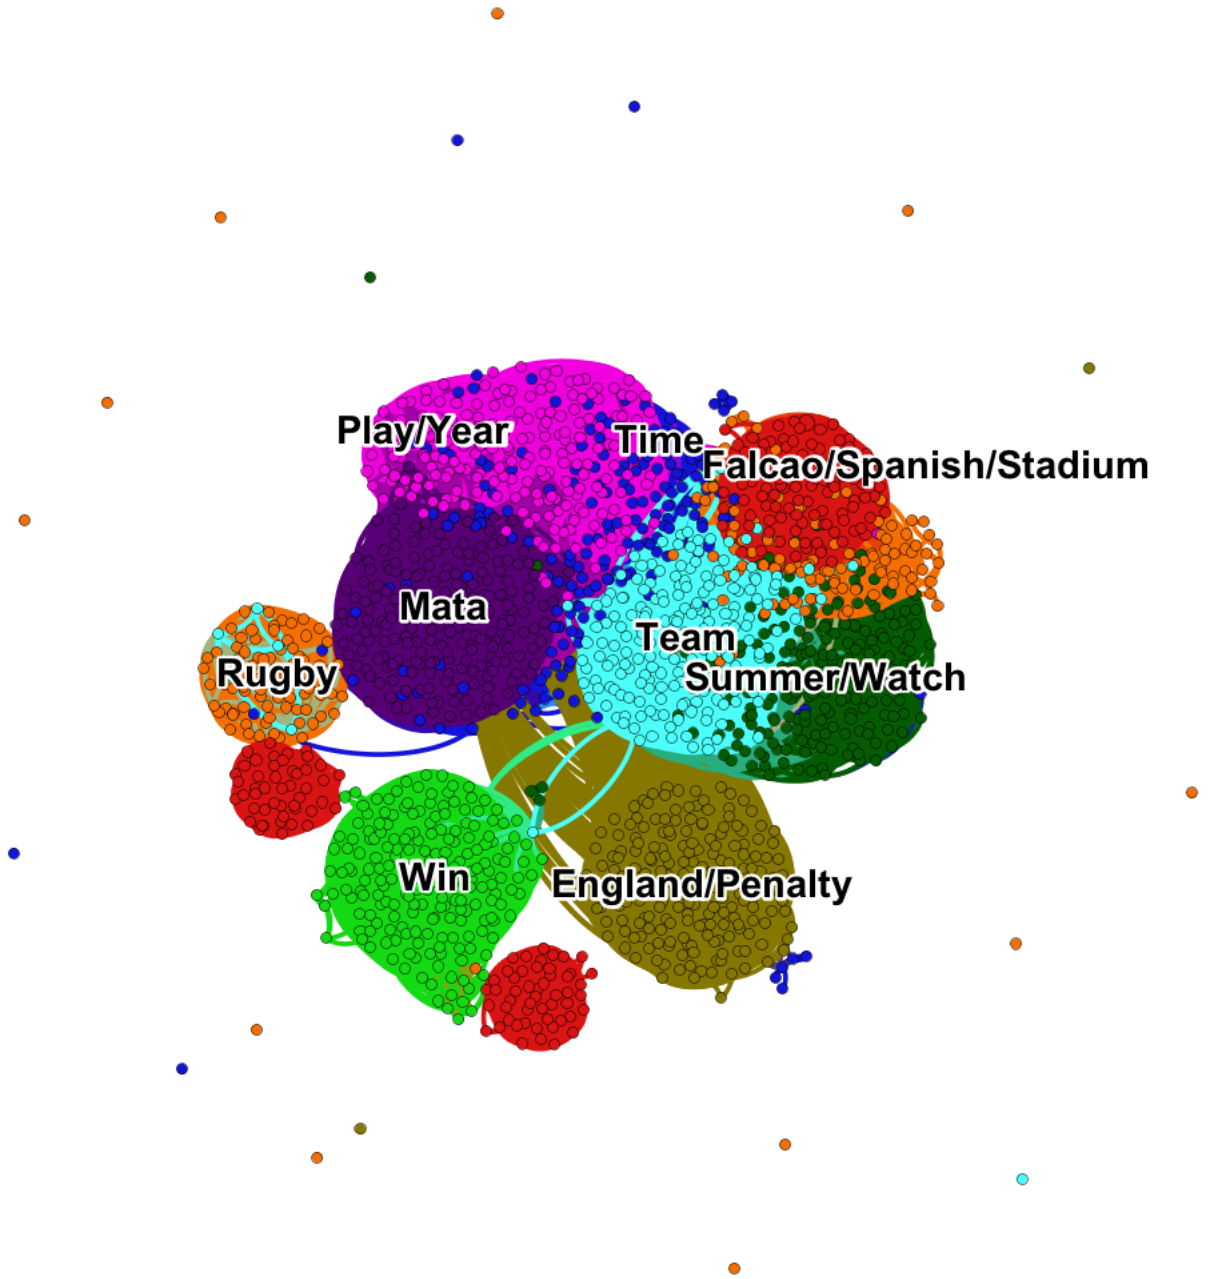 Play/Year
Time
Falcao/Spanish/Stadium
Mata
Team
Rugby
Summer/Watch
Win
England/Penalty